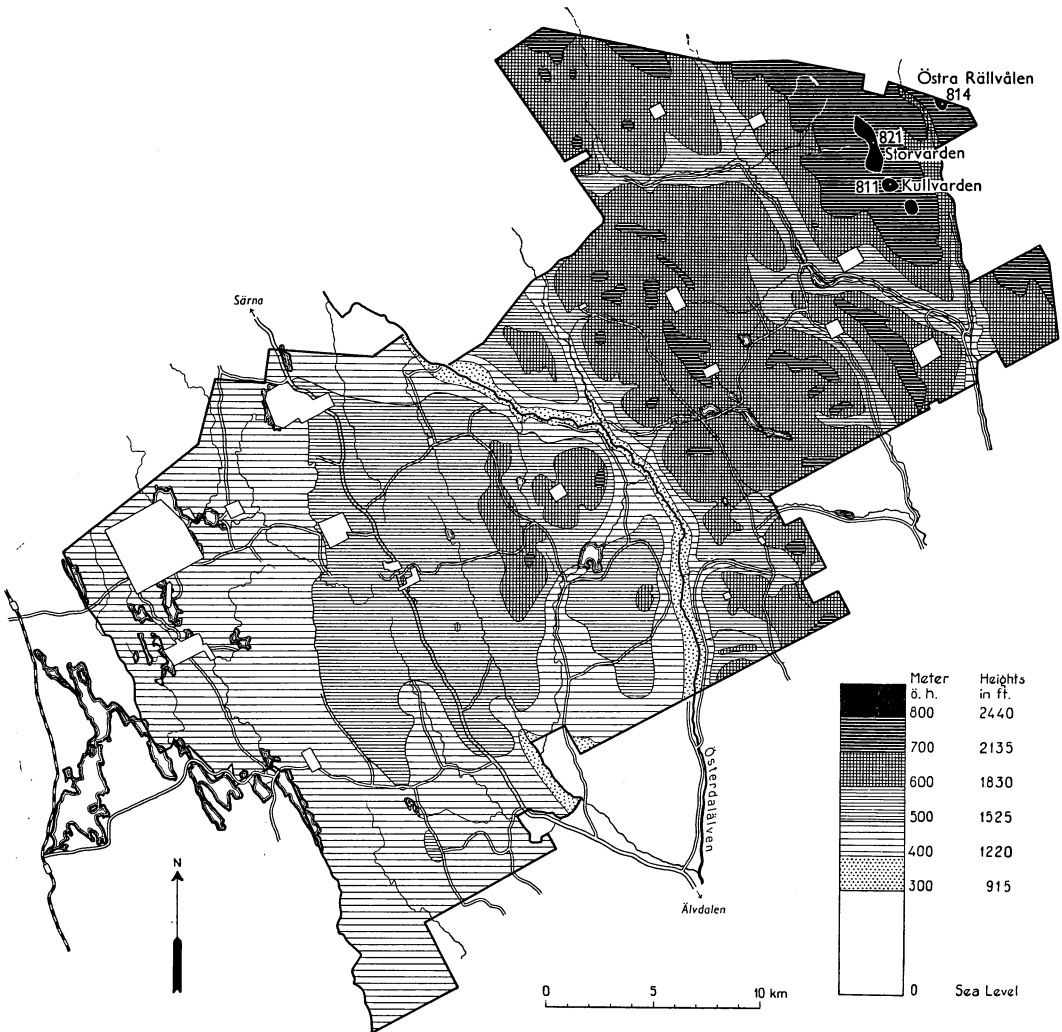 Östra Rällvålen
814
821
Storvarden
811 Kullvarden
Särna
Meter Heights
ö. h. in ft.
800 2440
700 2135
600 1830
500 1525
400 1220
300 915
0 Sea Level
Österdalälven
N
Älvdalen
0 5 10 km